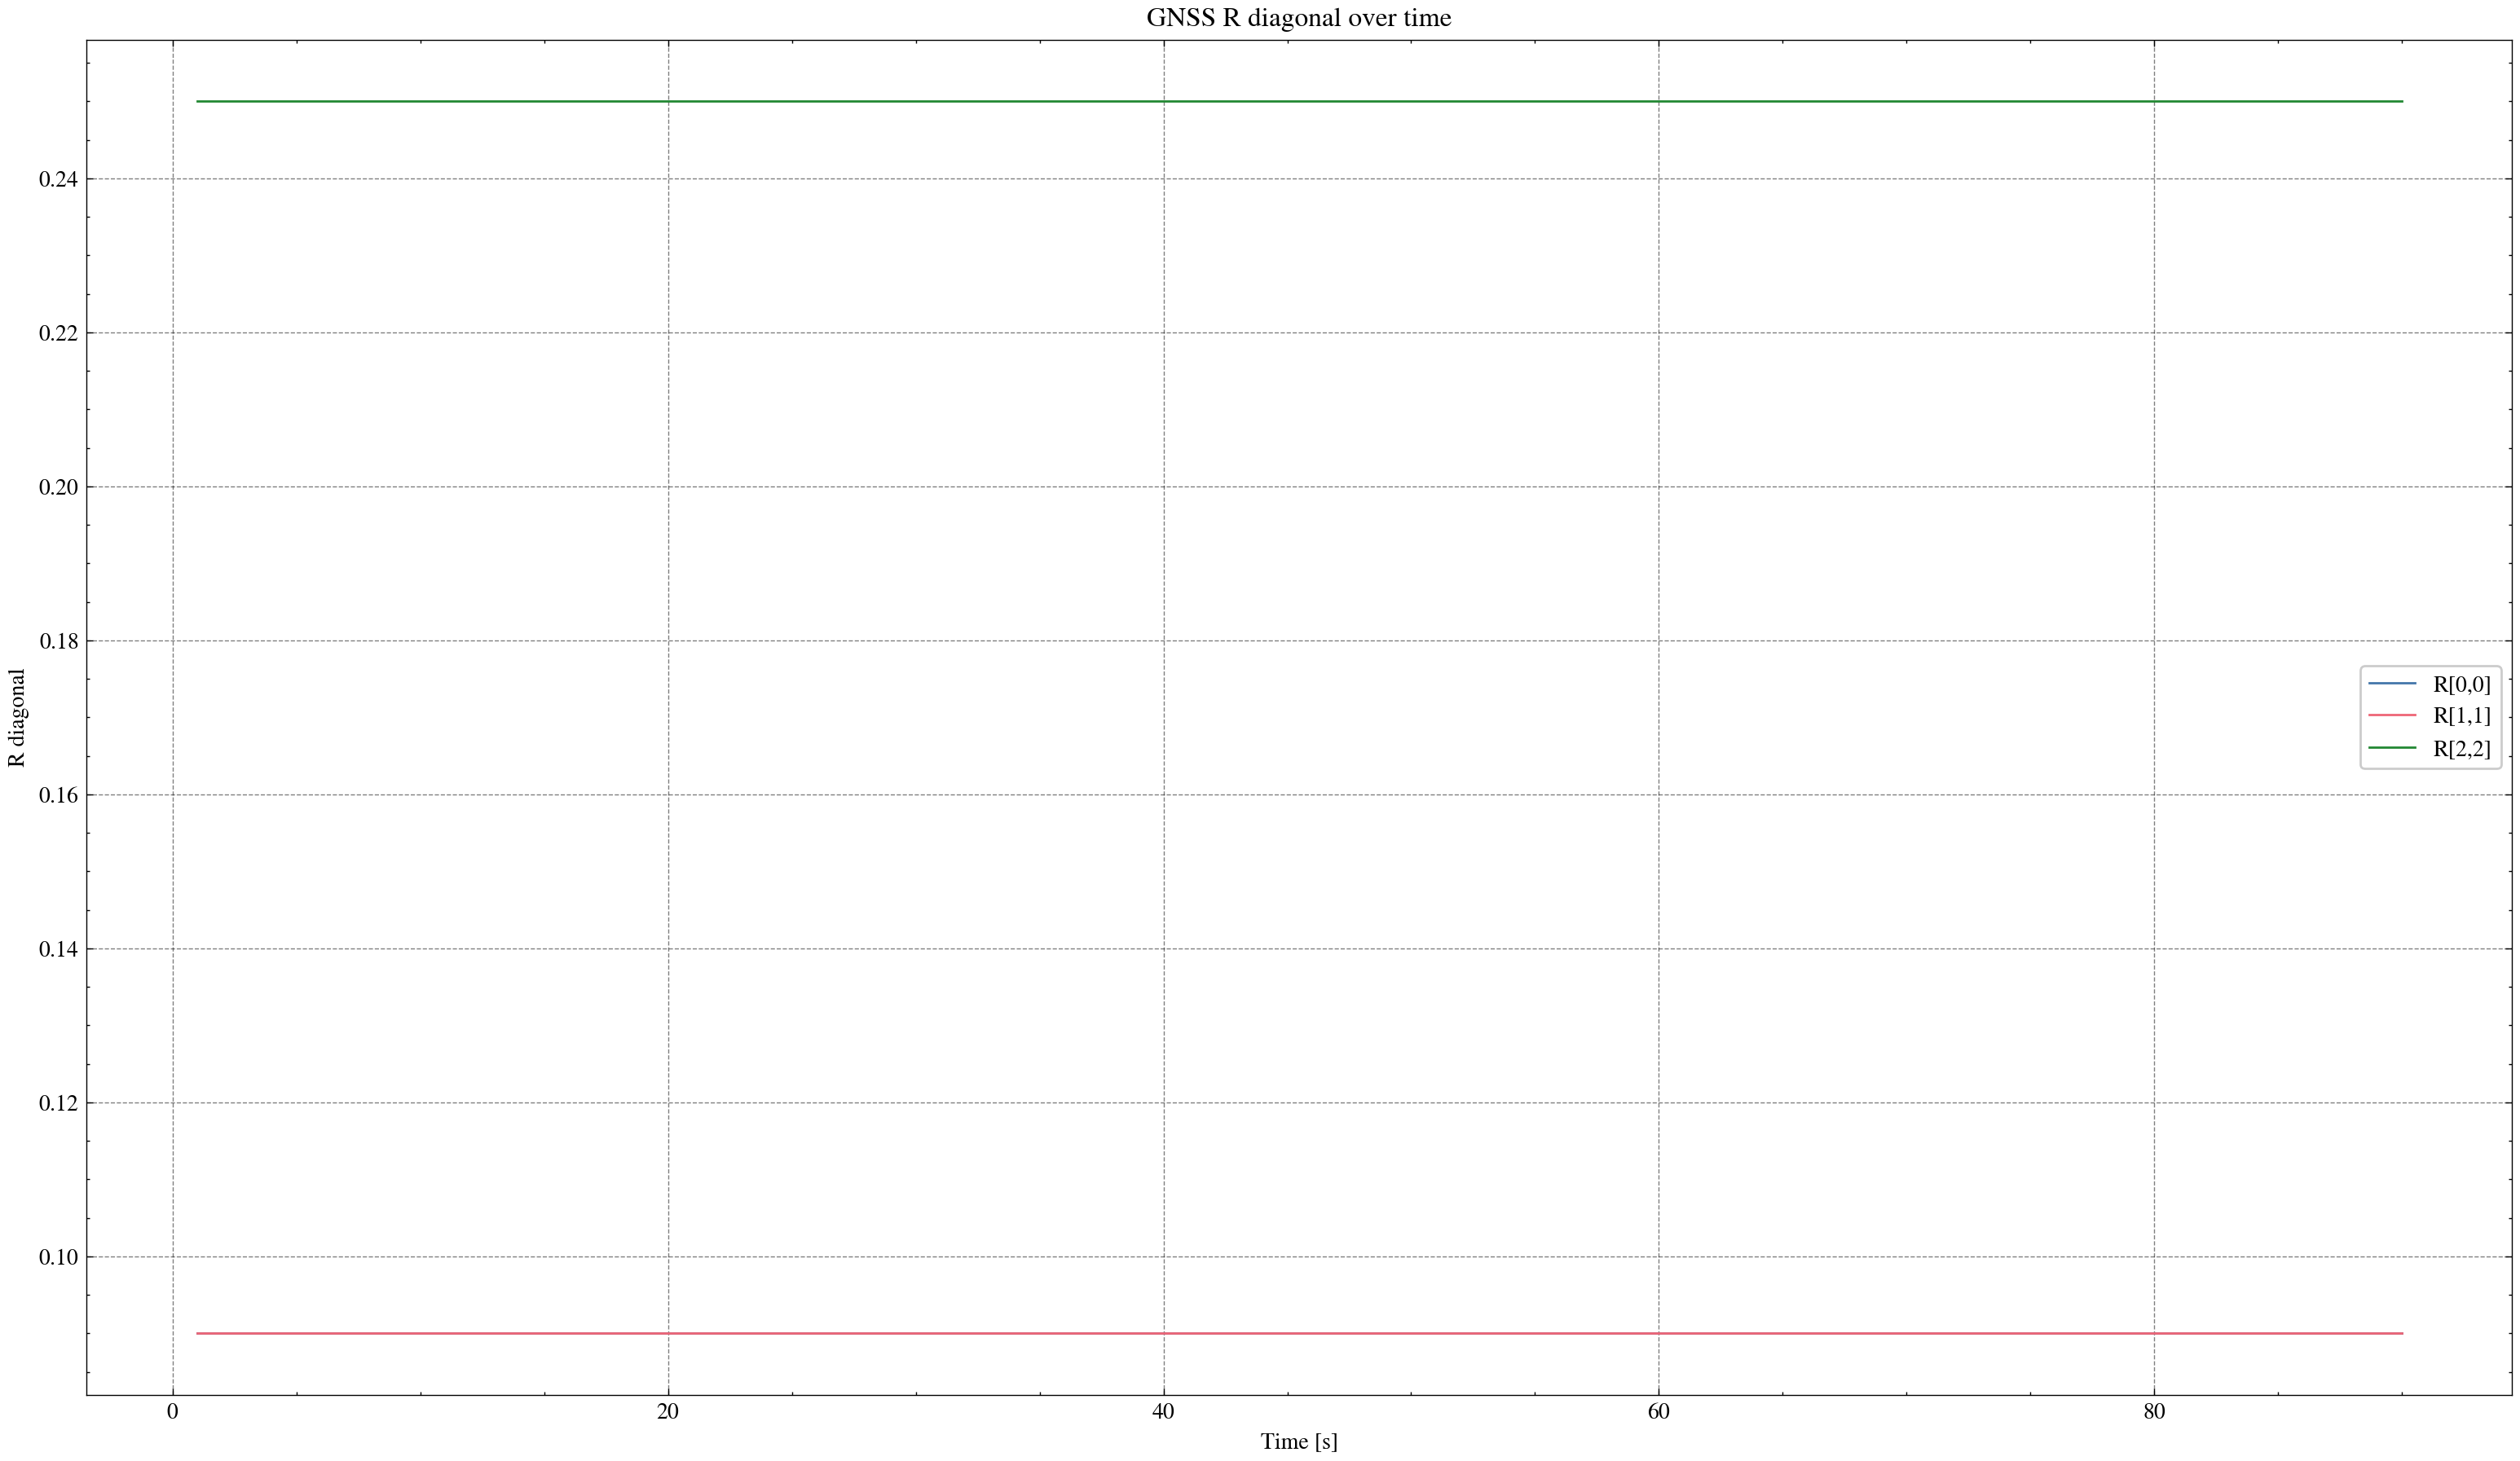 GNSS R diagonal over time
0.24
0.22
0.20
0.18
0.16
0.14
0.12
0.10
R diagonal
R[0,0]
R[1,1]
R[2,2]
0 20 40 60 80
Time [s]